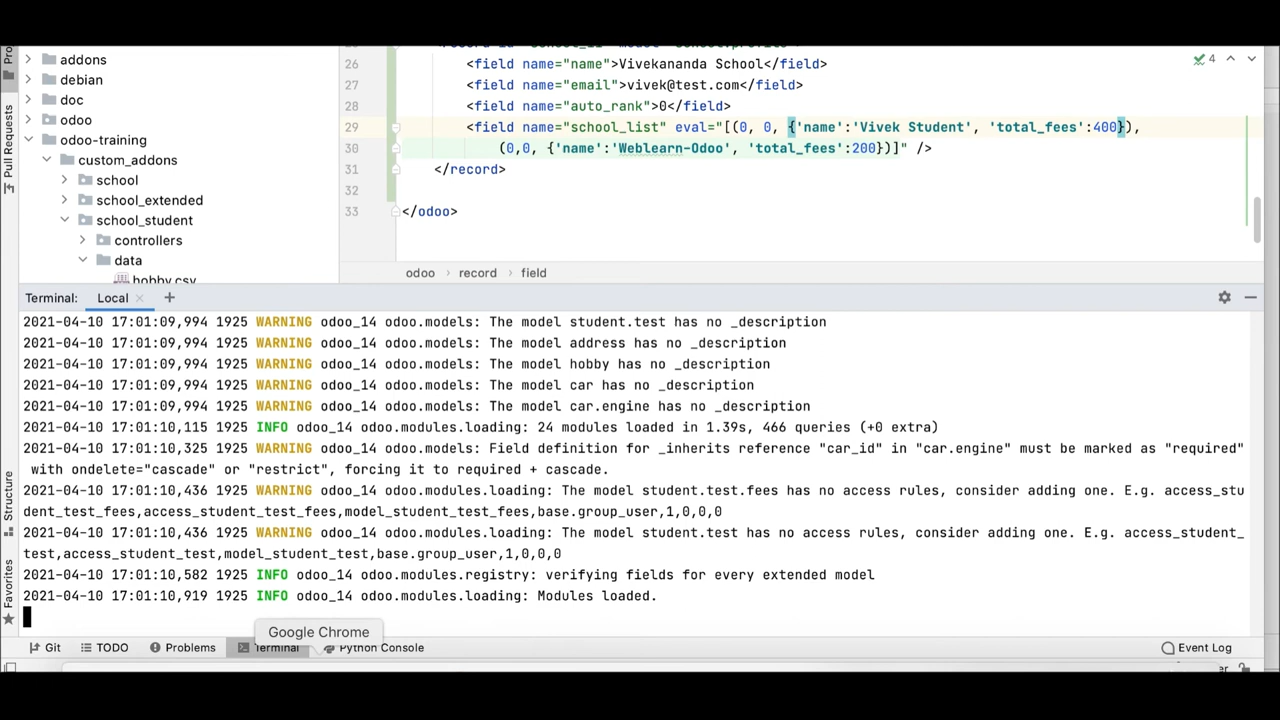 addons
debian
doc
odoo
odoo-training
custom_addons
school
school_extended
school_student
controllers
data
hobby.csv
Pro
Pull Requests
Structure
Favorites
26 <field name="name">Vivekananda School</field>
27 <field name="email">vivek@test.com</field>
28 <field name="auto_rank">0</field>
29 <field name="school_list" eval="[(0, 0, {'name':'Vivek Student', 'total_fees':400}),
30 (0,0, {'name':'Weblearn-Odoo', 'total_fees':200})]" />
31 </record>
32
33 </odoo>
4
odoo › record › field
Terminal: Local × +
2021-04-10 17:01:09,994 1925 WARNING odoo_14 odoo.models: The model student.test has no _description
2021-04-10 17:01:09,994 1925 WARNING odoo_14 odoo.models: The model address has no _description
2021-04-10 17:01:09,994 1925 WARNING odoo_14 odoo.models: The model hobby has no _description
2021-04-10 17:01:09,994 1925 WARNING odoo_14 odoo.models: The model car has no _description
2021-04-10 17:01:09,994 1925 WARNING odoo_14 odoo.models: The model car.engine has no _description
2021-04-10 17:01:10,115 1925 INFO odoo_14 odoo.modules.loading: 24 modules loaded in 1.39s, 466 queries (+0 extra)
2021-04-10 17:01:10,325 1925 WARNING odoo_14 odoo.models: Field definition for _inherits reference "car_id" in "car.engine" must be marked as "required"
with ondelete="cascade" or "restrict", forcing it to required + cascade.
2021-04-10 17:01:10,436 1925 WARNING odoo_14 odoo.modules.loading: The model student.test.fees has no access rules, consider adding one. E.g. access_stu
dent_test_fees,access_student_test_fees,model_student_test_fees,base.group_user,1,0,0,0
2021-04-10 17:01:10,436 1925 WARNING odoo_14 odoo.modules.loading: The model student.test has no access rules, consider adding one. E.g. access_student_
test,access_student_test,model_student_test,base.group_user,1,0,0,0
2021-04-10 17:01:10,582 1925 INFO odoo_14 odoo.modules.registry: verifying fields for every extended model
2021-04-10 17:01:10,919 1925 INFO odoo_14 odoo.modules.loading: Modules loaded.
Google Chrome
Git TODO Problems Terminal Python Console Event Log